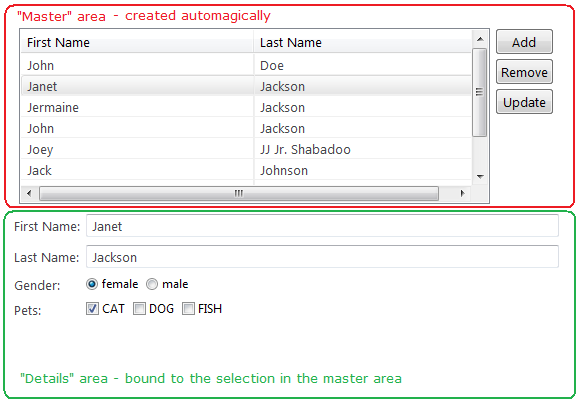 "Master" area - created automagically
First Name Last Name
John Doe
Janet Jackson
Jermaine Jackson
John Jackson
Joey JJ Jr. Shabadoo
Jack Johnson
Add
Remove
Update
First Name: Janet
Last Name: Jackson
Gender: female male
Pets: CAT DOG FISH
"Details" area - bound to the selection in the master area